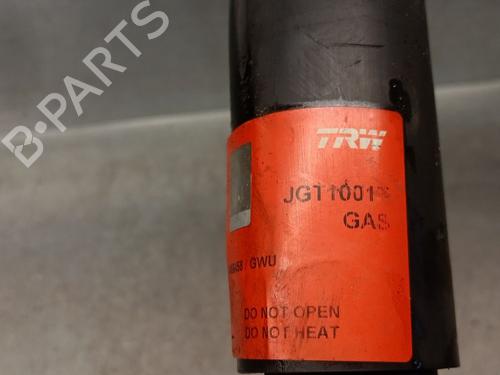 B-PARTS
TRW
JGT1001
GAS
/ GWU
DO NOT OPEN
DO NOT HEAT